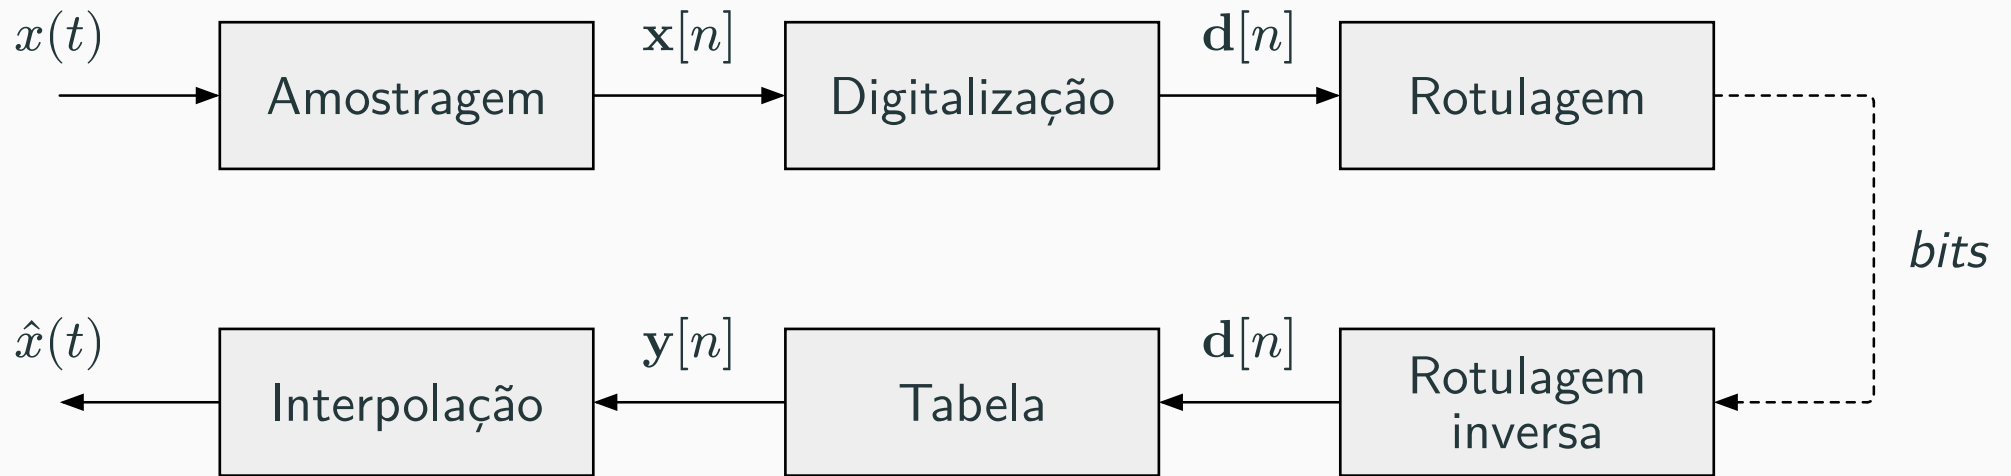 x(t)
Amostragem
x[n]
Digitalização
d[n]
Rotulagem
bits
x̂(t)
Interpolação
y[n]
Tabela
d[n]
Rotulagem
inversa